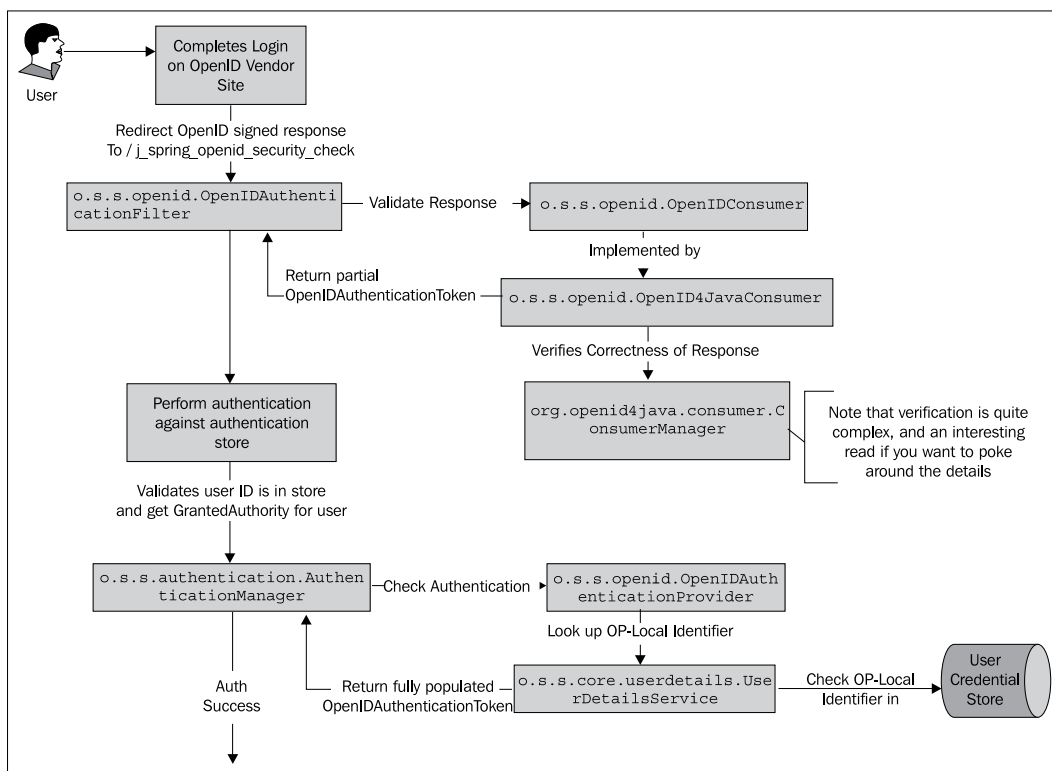 Completes Login
on OpenID Vendor
Site
User
Redirect OpenID signed response
To / j_spring_openid_security_check
o.s.s.openid.OpenIDAuthenti
cationFilter
Validate Response
o.s.s.openid.OpenIDConsumer
Implemented by
Return partial
OpenIDAuthenticationToken
o.s.s.openid.OpenID4JavaConsumer
Verifies Correctness of Response
Perform authentication
against authentication
store
org.openid4java.consumer.C
onsumerManager
Note that verification is quite
complex, and an interesting
read if you want to poke
around the details
Validates user ID is in store
and get GrantedAuthority for user
o.s.s.authentication.Authen
ticationManager
Check Authentication
o.s.s.openid.OpenIDAut
henticationProvider
Look up OP-Local Identifier
Auth
Success
Return fully populated
OpenIDAuthenticationToken
o.s.s.core.userdetails.Use
rDetailsService
Check OP-Local
Identifier in
User
Credential
Store